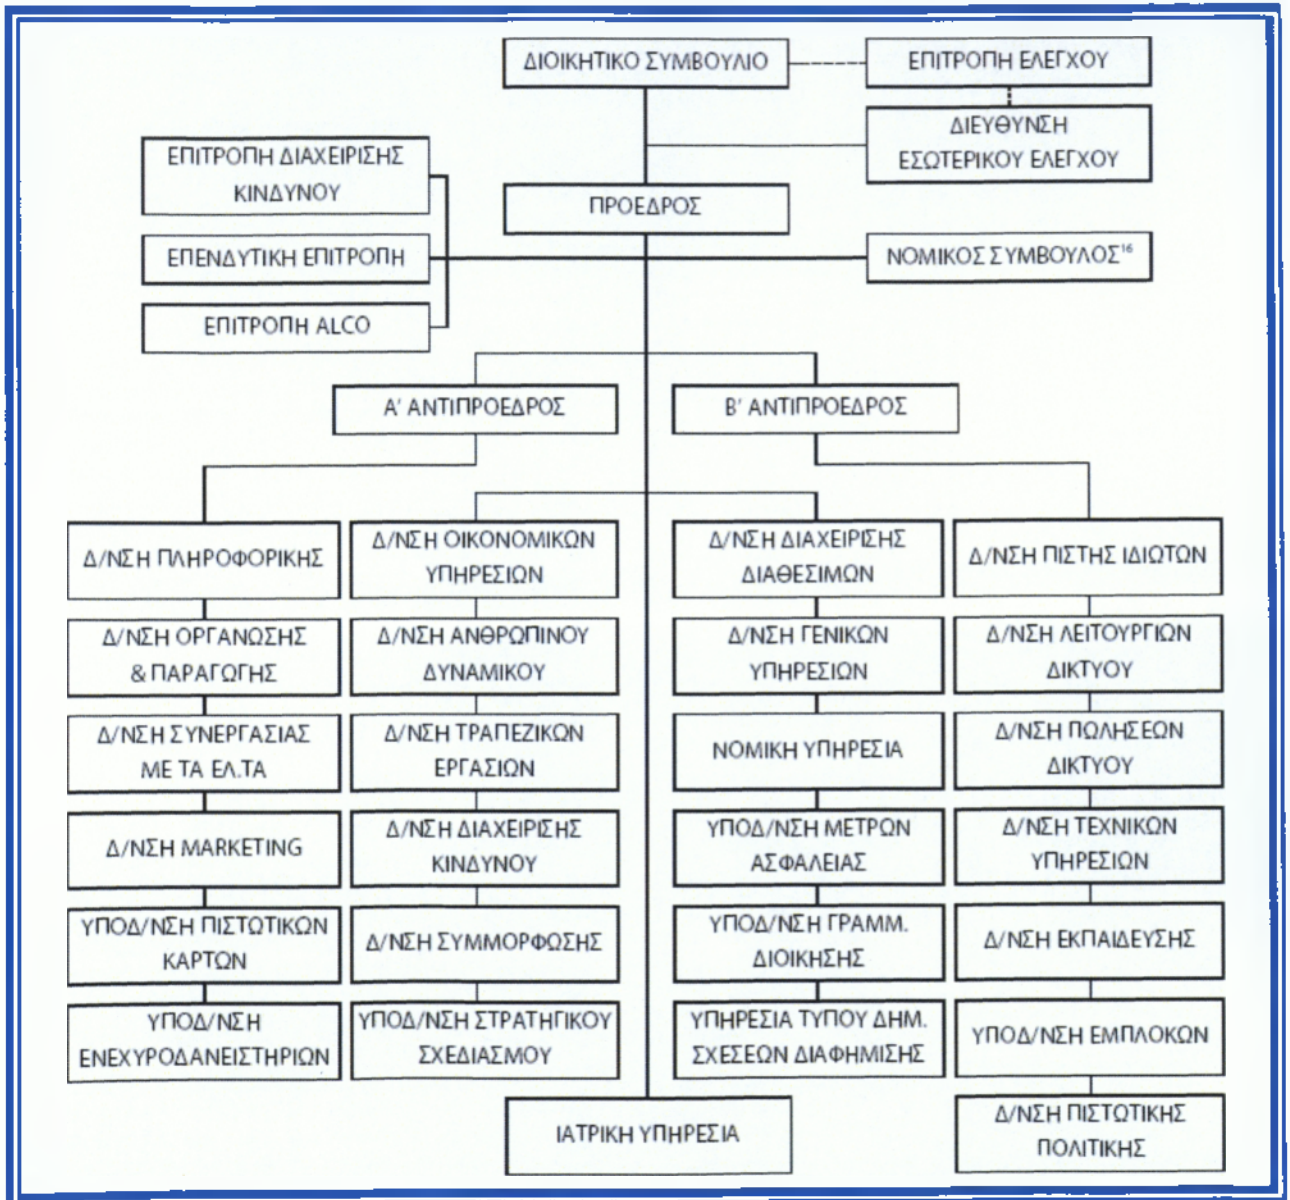 ΔΙΟΙΚΗΤΙΚΟ ΣΥΜΒΟΥΛΙΟ
ΕΠΙΤΡΟΠΗ ΕΛΕΓΧΟΥ
ΔΙΕΥΘΥΝΣΗ
ΕΣΩΤΕΡΙΚΟΥ ΕΛΕΓΧΟΥ
ΕΠΙΤΡΟΠΗ ΔΙΑΧΕΙΡΙΣΗΣ
ΚΙΝΔΥΝΟΥ
ΠΡΟΕΔΡΟΣ
ΕΠΕΝΔΥΤΙΚΗ ΕΠΙΤΡΟΠΗ
ΝΟΜΙΚΟΣ ΣΥΜΒΟΥΛΟΣ¹⁶
ΕΠΙΤΡΟΠΗ ALCO
Α' ΑΝΤΙΠΡΟΕΔΡΟΣ
Β' ΑΝΤΙΠΡΟΕΔΡΟΣ
Δ/ΝΣΗ ΠΛΗΡΟΦΟΡΙΚΗΣ
Δ/ΝΣΗ ΟΡΓΑΝΩΣΗΣ
& ΠΑΡΑΓΩΓΗΣ
Δ/ΝΣΗ ΣΥΝΕΡΓΑΣΙΑΣ
ΜΕ ΤΑ ΕΛ.ΤΑ
Δ/ΝΣΗ MARKETING
ΥΠΟΔ/ΝΣΗ ΠΙΣΤΩΤΙΚΩΝ
ΚΑΡΤΩΝ
ΥΠΟΔ/ΝΣΗ
ΕΝΕΧΥΡΟΔΑΝΕΙΣΤΗΡΙΩΝ
Δ/ΝΣΗ ΟΙΚΟΝΟΜΙΚΩΝ
ΥΠΗΡΕΣΙΩΝ
Δ/ΝΣΗ ΑΝΘΡΩΠΙΝΟΥ
ΔΥΝΑΜΙΚΟΥ
Δ/ΝΣΗ ΤΡΑΠΕΖΙΚΩΝ
ΕΡΓΑΣΙΩΝ
Δ/ΝΣΗ ΔΙΑΧΕΙΡΙΣΗΣ
ΚΙΝΔΥΝΟΥ
Δ/ΝΣΗ ΣΥΜΜΟΡΦΩΣΗΣ
ΥΠΟΔ/ΝΣΗ ΣΤΡΑΤΗΓΙΚΟΥ
ΣΧΕΔΙΑΣΜΟΥ
Δ/ΝΣΗ ΔΙΑΧΕΙΡΙΣΗΣ
ΔΙΑΘΕΣΙΜΩΝ
Δ/ΝΣΗ ΓΕΝΙΚΩΝ
ΥΠΗΡΕΣΙΩΝ
ΝΟΜΙΚΗ ΥΠΗΡΕΣΙΑ
ΥΠΟΔ/ΝΣΗ ΜΕΤΡΩΝ
ΑΣΦΑΛΕΙΑΣ
ΥΠΟΔ/ΝΣΗ ΓΡΑΜΜ.
ΔΙΟΙΚΗΣΗΣ
ΥΠΗΡΕΣΙΑ ΤΥΠΟΥ ΔΗΜ.
ΣΧΕΣΕΩΝ ΔΙΑΦΗΜΙΣΗΣ
Δ/ΝΣΗ ΠΙΣΤΗΣ ΙΔΙΩΤΩΝ
Δ/ΝΣΗ ΛΕΙΤΟΥΡΓΙΩΝ
ΔΙΚΤΥΟΥ
Δ/ΝΣΗ ΠΩΛΗΣΕΩΝ
ΔΙΚΤΥΟΥ
Δ/ΝΣΗ ΤΕΧΝΙΚΩΝ
ΥΠΗΡΕΣΙΩΝ
Δ/ΝΣΗ ΕΚΠΑΙΔΕΥΣΗΣ
ΥΠΟΔ/ΝΣΗ ΕΜΠΛΟΚΩΝ
Δ/ΝΣΗ ΠΙΣΤΩΤΙΚΗΣ
ΠΟΛΙΤΙΚΗΣ
ΙΑΤΡΙΚΗ ΥΠΗΡΕΣΙΑ